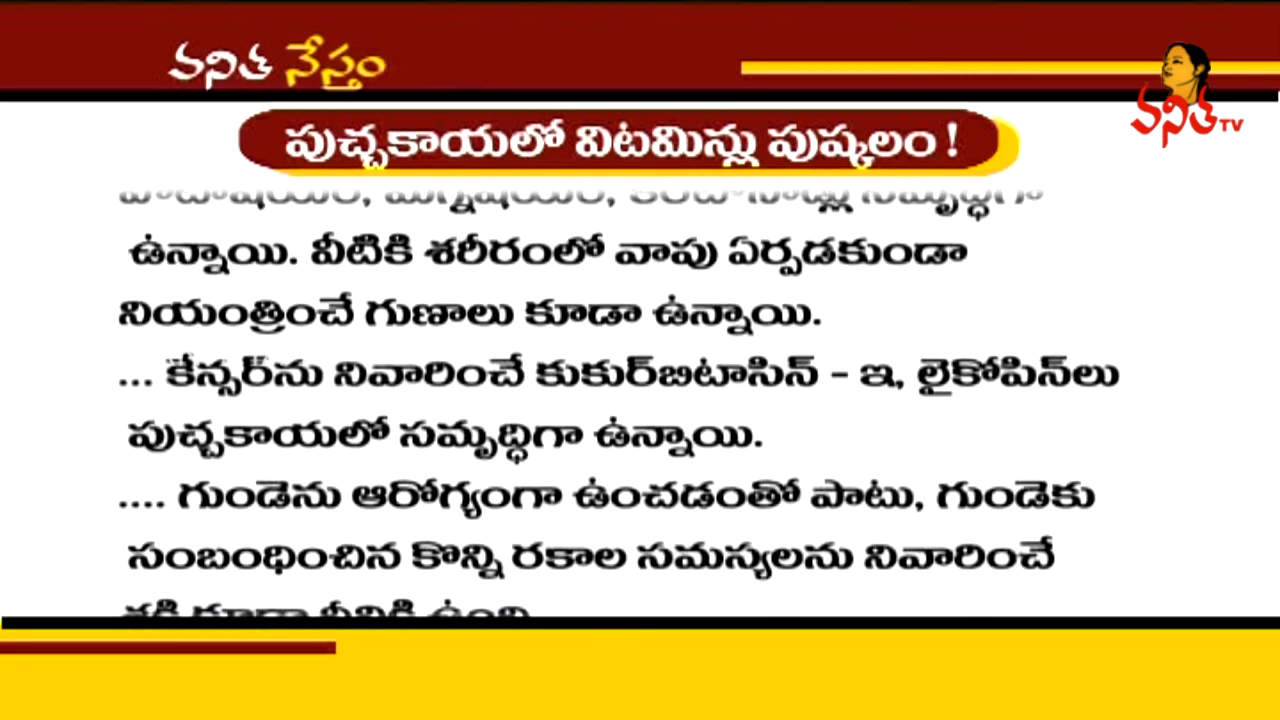 వనిత నేస్తం
వనిత TV
పుచ్చకాయలో విటమిన్లు పుష్కలం!
సమృద్ధిగా
ఉన్నాయి. వీటికి శరీరంలో వాపు ఏర్పడకుండా
నియంత్రించే గుణాలు కూడా ఉన్నాయి.
... కేన్సర్‌ను నివారించే కుకుర్‌బిటాసిన్ - ఇ, లైకోపిన్‌లు
పుచ్చకాయలో సమృద్ధిగా ఉన్నాయి.
.... గుండెను ఆరోగ్యంగా ఉంచడంతో పాటు, గుండెకు
సంబంధించిన కొన్ని రకాల సమస్యలను నివారించే